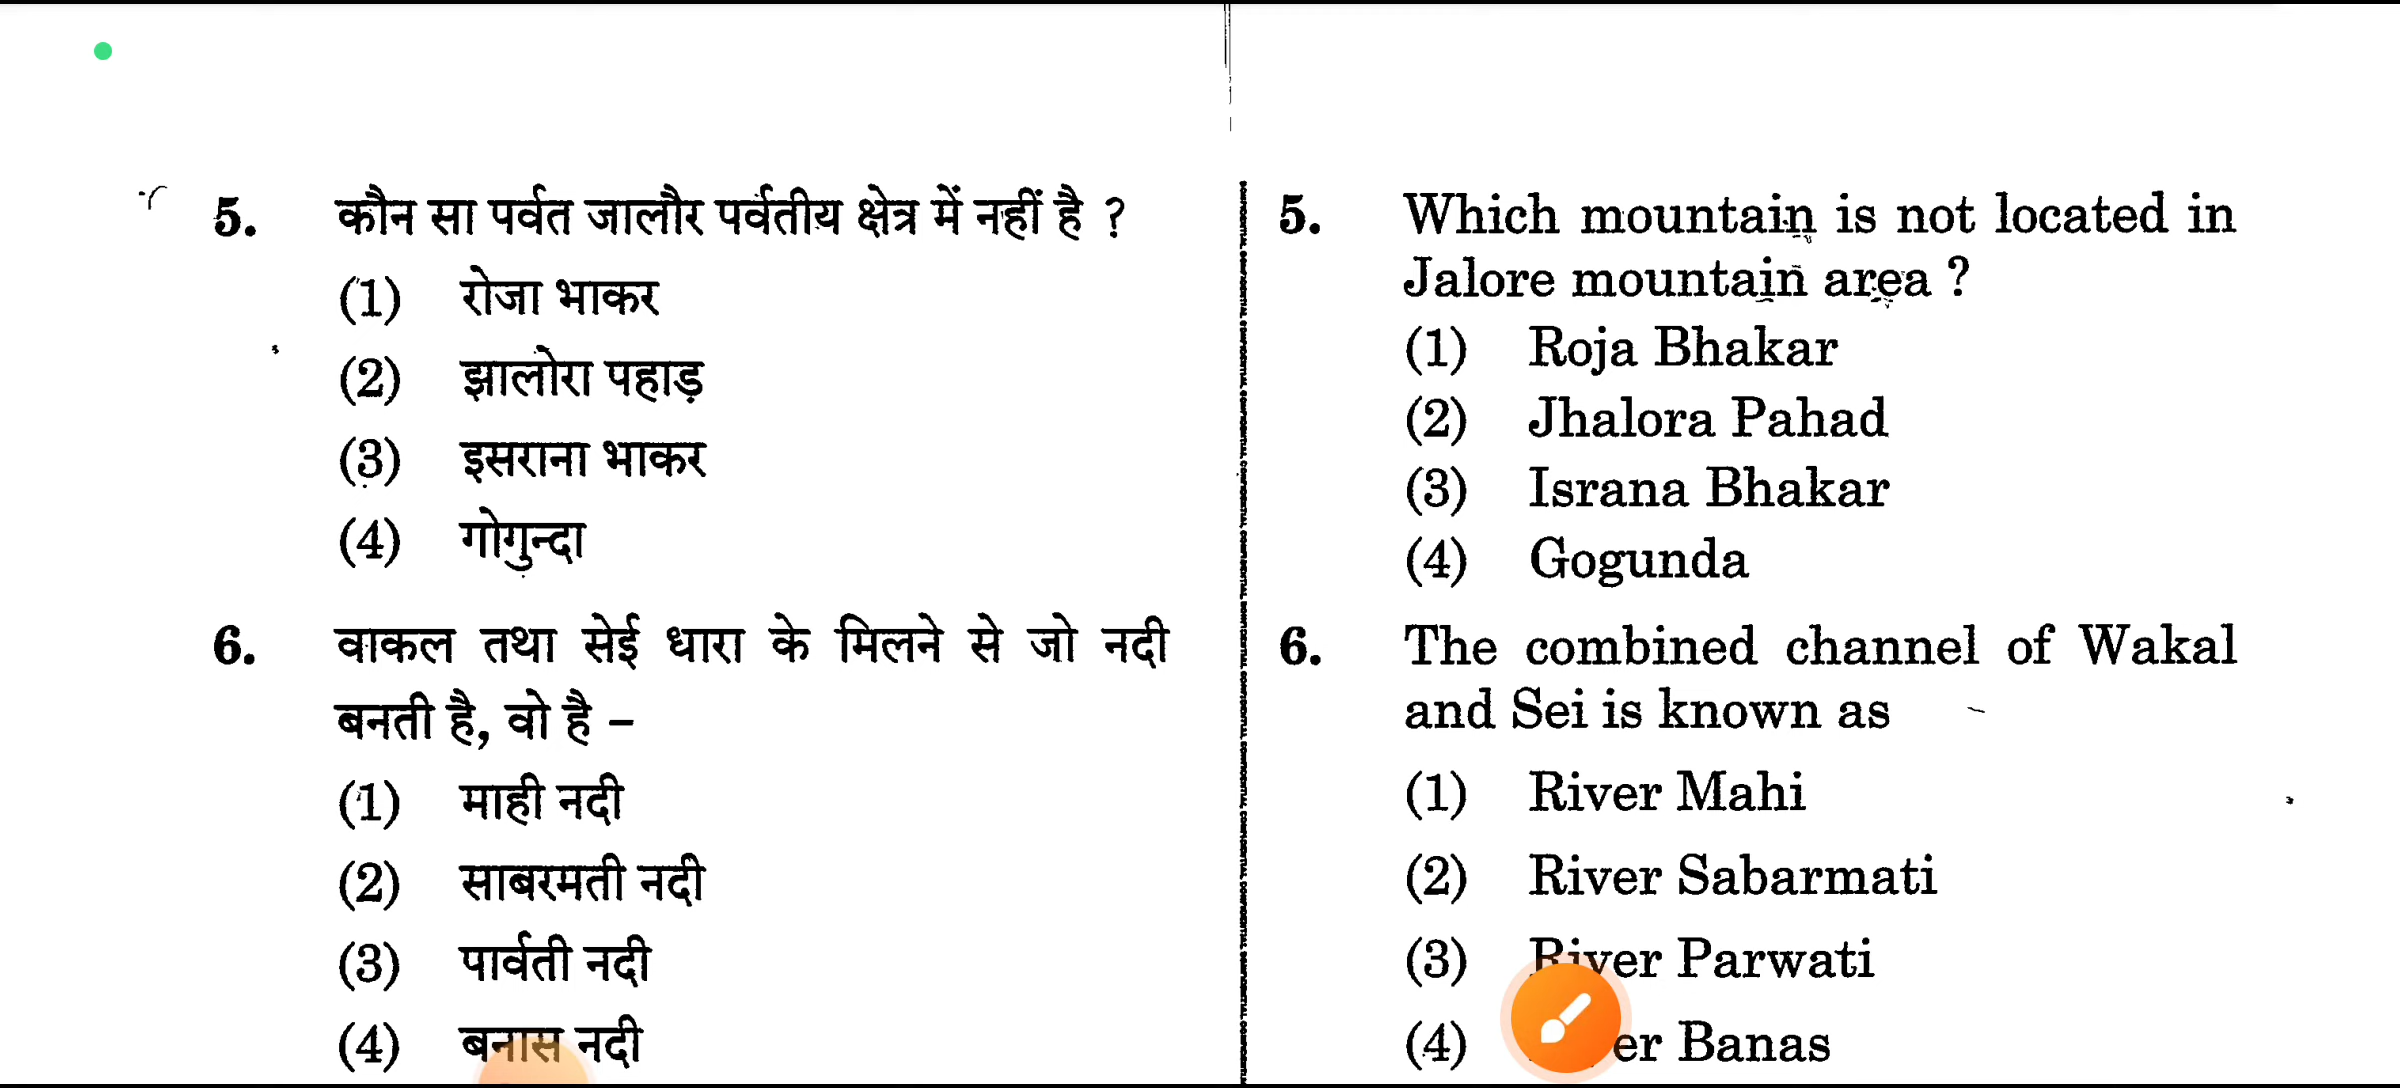 5. कौन सा पर्वत जालौर पर्वतीय क्षेत्र में नहीं है ?
(1) रोजा भाकर
(2) झालोरा पहाड़
(3) इसराना भाकर
(4) गोगुन्दा
6. वाकल तथा सेई धारा के मिलने से जो नदी
बनती है, वो है –
(1) माही नदी
(2) साबरमती नदी
(3) पार्वती नदी
(4) बनास नदी
5. Which mountain is not located in
Jalore mountain area ?
(1) Roja Bhakar
(2) Jhalora Pahad
(3) Israna Bhakar
(4) Gogunda
6. The combined channel of Wakal
and Sei is known as
(1) River Mahi
(2) River Sabarmati
(3) River Parwati
(4) Banas